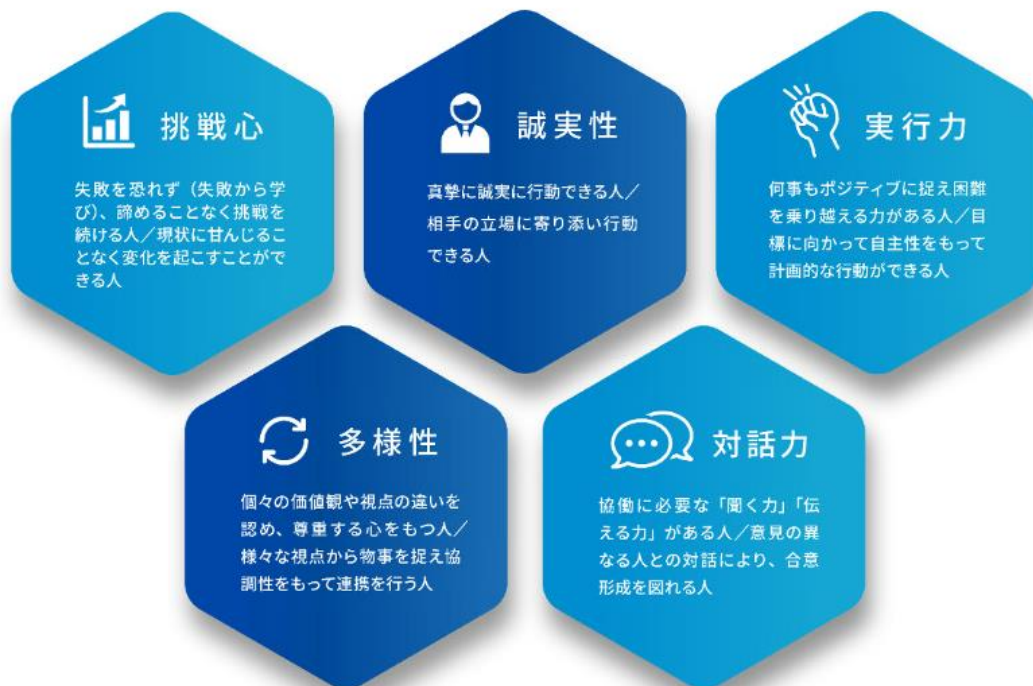 挑戦心
失敗を恐れず（失敗から学
び）、諦めることなく挑戦を
続ける人／現状に甘んじるこ
となく変化を起こすことがで
きる人
誠実性
真摯に誠実に行動できる人／
相手の立場に寄り添い行動
できる人
実行力
何事もポジティブに捉え困難
を乗り越える力がある人／目
標に向かって自主性をもって
計画的な行動ができる人
多様性
個々の価値観や視点の違いを
認め、尊重する心をもつ人／
様々な視点から物事を捉え協
調性をもって連携を行う人
対話力
協働に必要な「聞く力」「伝
える力」がある人／意見の異
なる人との対話により、合意
形成を図れる人